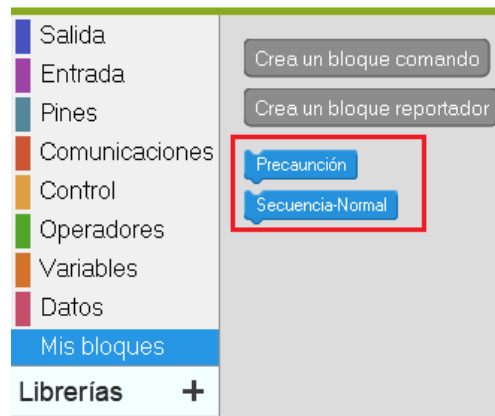 Salida
Entrada
Pines
Comunicaciones
Control
Operadores
Variables
Datos
Mis bloques
Librerías +
Crea un bloque comando
Crea un bloque reportador
Precaunción
Secuencia-Normal